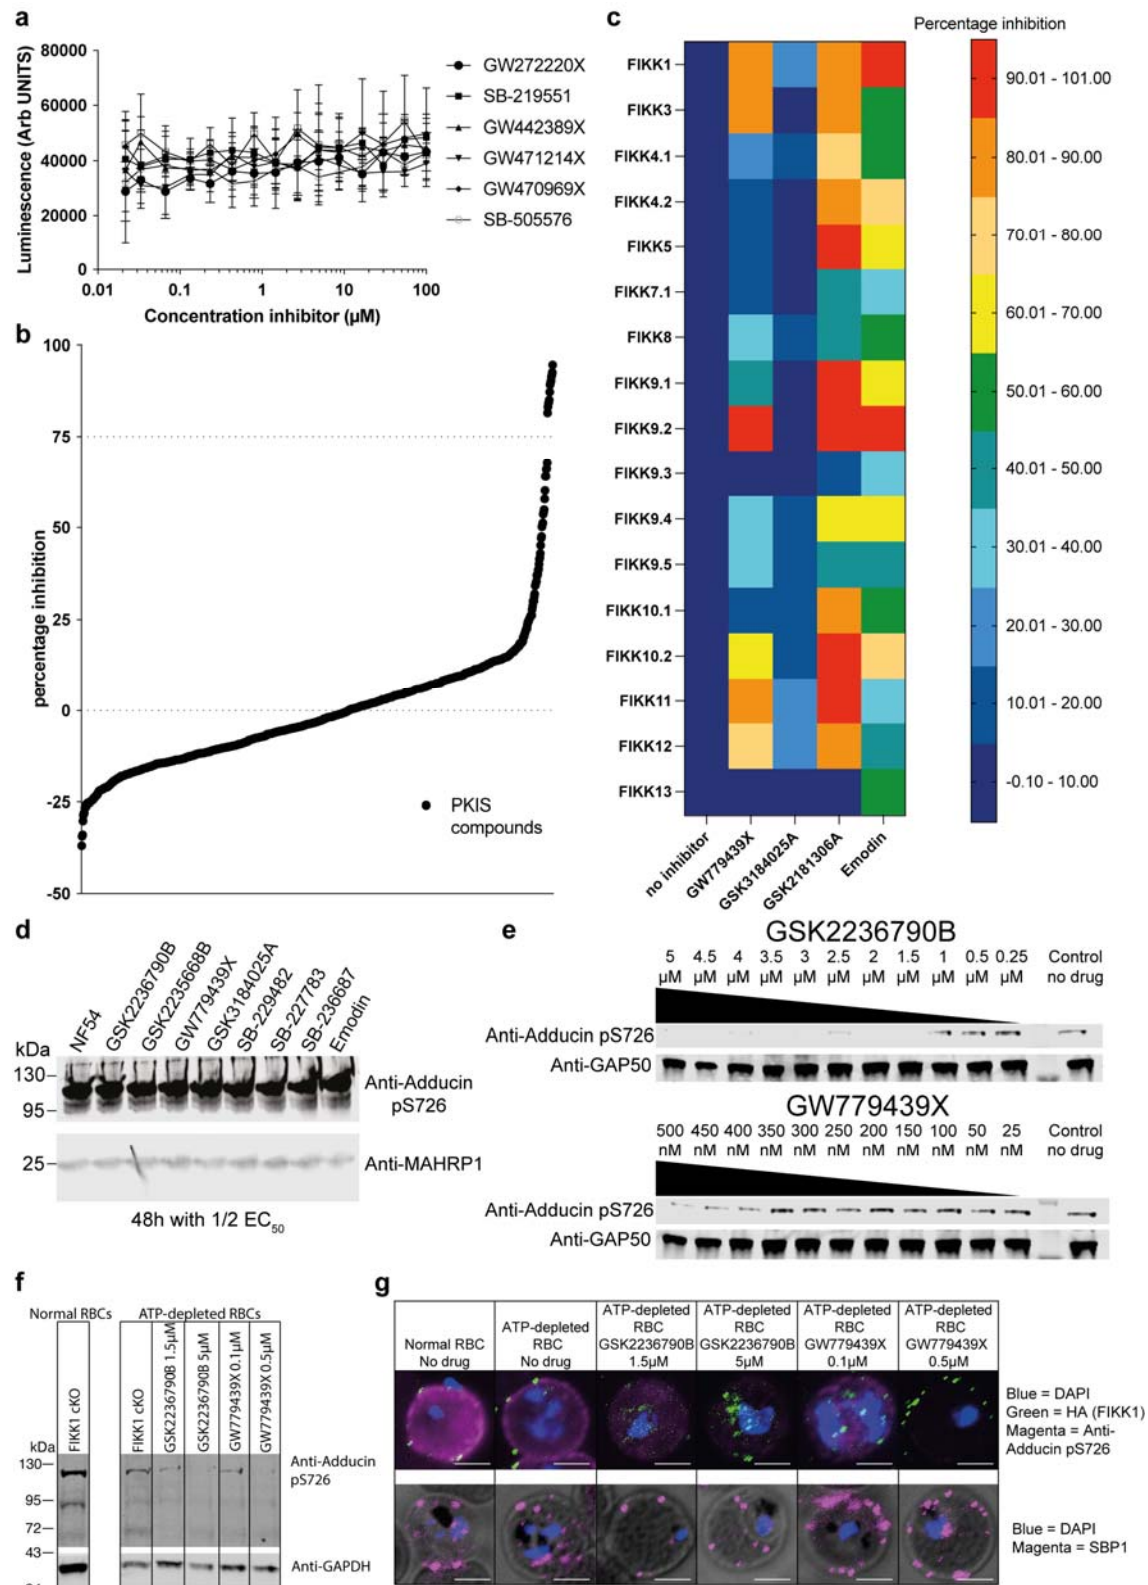 a
80000
60000
40000
20000
0
Luminescence (Arb UNITS)
0.01 0.1 1 10 100
Concentration inhibitor (µM)
GW272220X
SB-219551
GW442389X
GW471214X
GW470969X
SB-505576
b
100
75
50
25
0
-25
-50
percentage inhibition
PKIS
compounds
c
Percentage inhibition
FIKK1
FIKK3
FIKK4.1
FIKK4.2
FIKK5
FIKK7.1
FIKK8
FIKK9.1
FIKK9.2
FIKK9.3
FIKK9.4
FIKK9.5
FIKK10.1
FIKK10.2
FIKK11
FIKK12
FIKK13
no inhibitor
GW779439X
GSK3184025A
GSK2181306A
Emodin
90.01 - 101.00
80.01 - 90.00
70.01 - 80.00
60.01 - 70.00
50.01 - 60.00
40.01 - 50.00
30.01 - 40.00
20.01 - 30.00
10.01 - 20.00
-0.10 - 10.00
d
NF54
GSK2236790B
GSK2235668B
GW779439X
GSK3184025A
SB-229482
SB-227783
SB-236687
Emodin
kDa
130
95
25
Anti-Adducin
pS726
Anti-MAHRP1
48h with 1/2 EC50
e
GSK2236790B
5 4.5 4 3.5 3 2.5 2 1.5 1 0.5 0.25 Control
µM µM µM µM µM µM µM µM µM µM µM no drug
Anti-Adducin pS726
Anti-GAP50
GW779439X
500 450 400 350 300 250 200 150 100 50 25 Control
nM nM nM nM nM nM nM nM nM nM nM no drug
Anti-Adducin pS726
Anti-GAP50
f
Normal RBCs ATP-depleted RBCs
FIKK1 cKO
FIKK1 cKO
GSK2236790B 1.5µM
GSK2236790B 5µM
GW779439X 0.1µM
GW779439X 0.5µM
kDa
130
95
72
43
Anti-Adducin
pS726
Anti-GAPDH
g
Normal RBC
No drug
ATP-depleted
RBC
No drug
ATP-depleted
RBC
GSK2236790B
1.5µM
ATP-depleted
RBC
GSK2236790B
5µM
ATP-depleted
RBC
GW779439X
0.1µM
ATP-depleted
RBC
GW779439X
0.5µM
Blue = DAPI
Green = HA (FIKK1)
Magenta = Anti-
Adducin pS726
Blue = DAPI
Magenta = SBP1